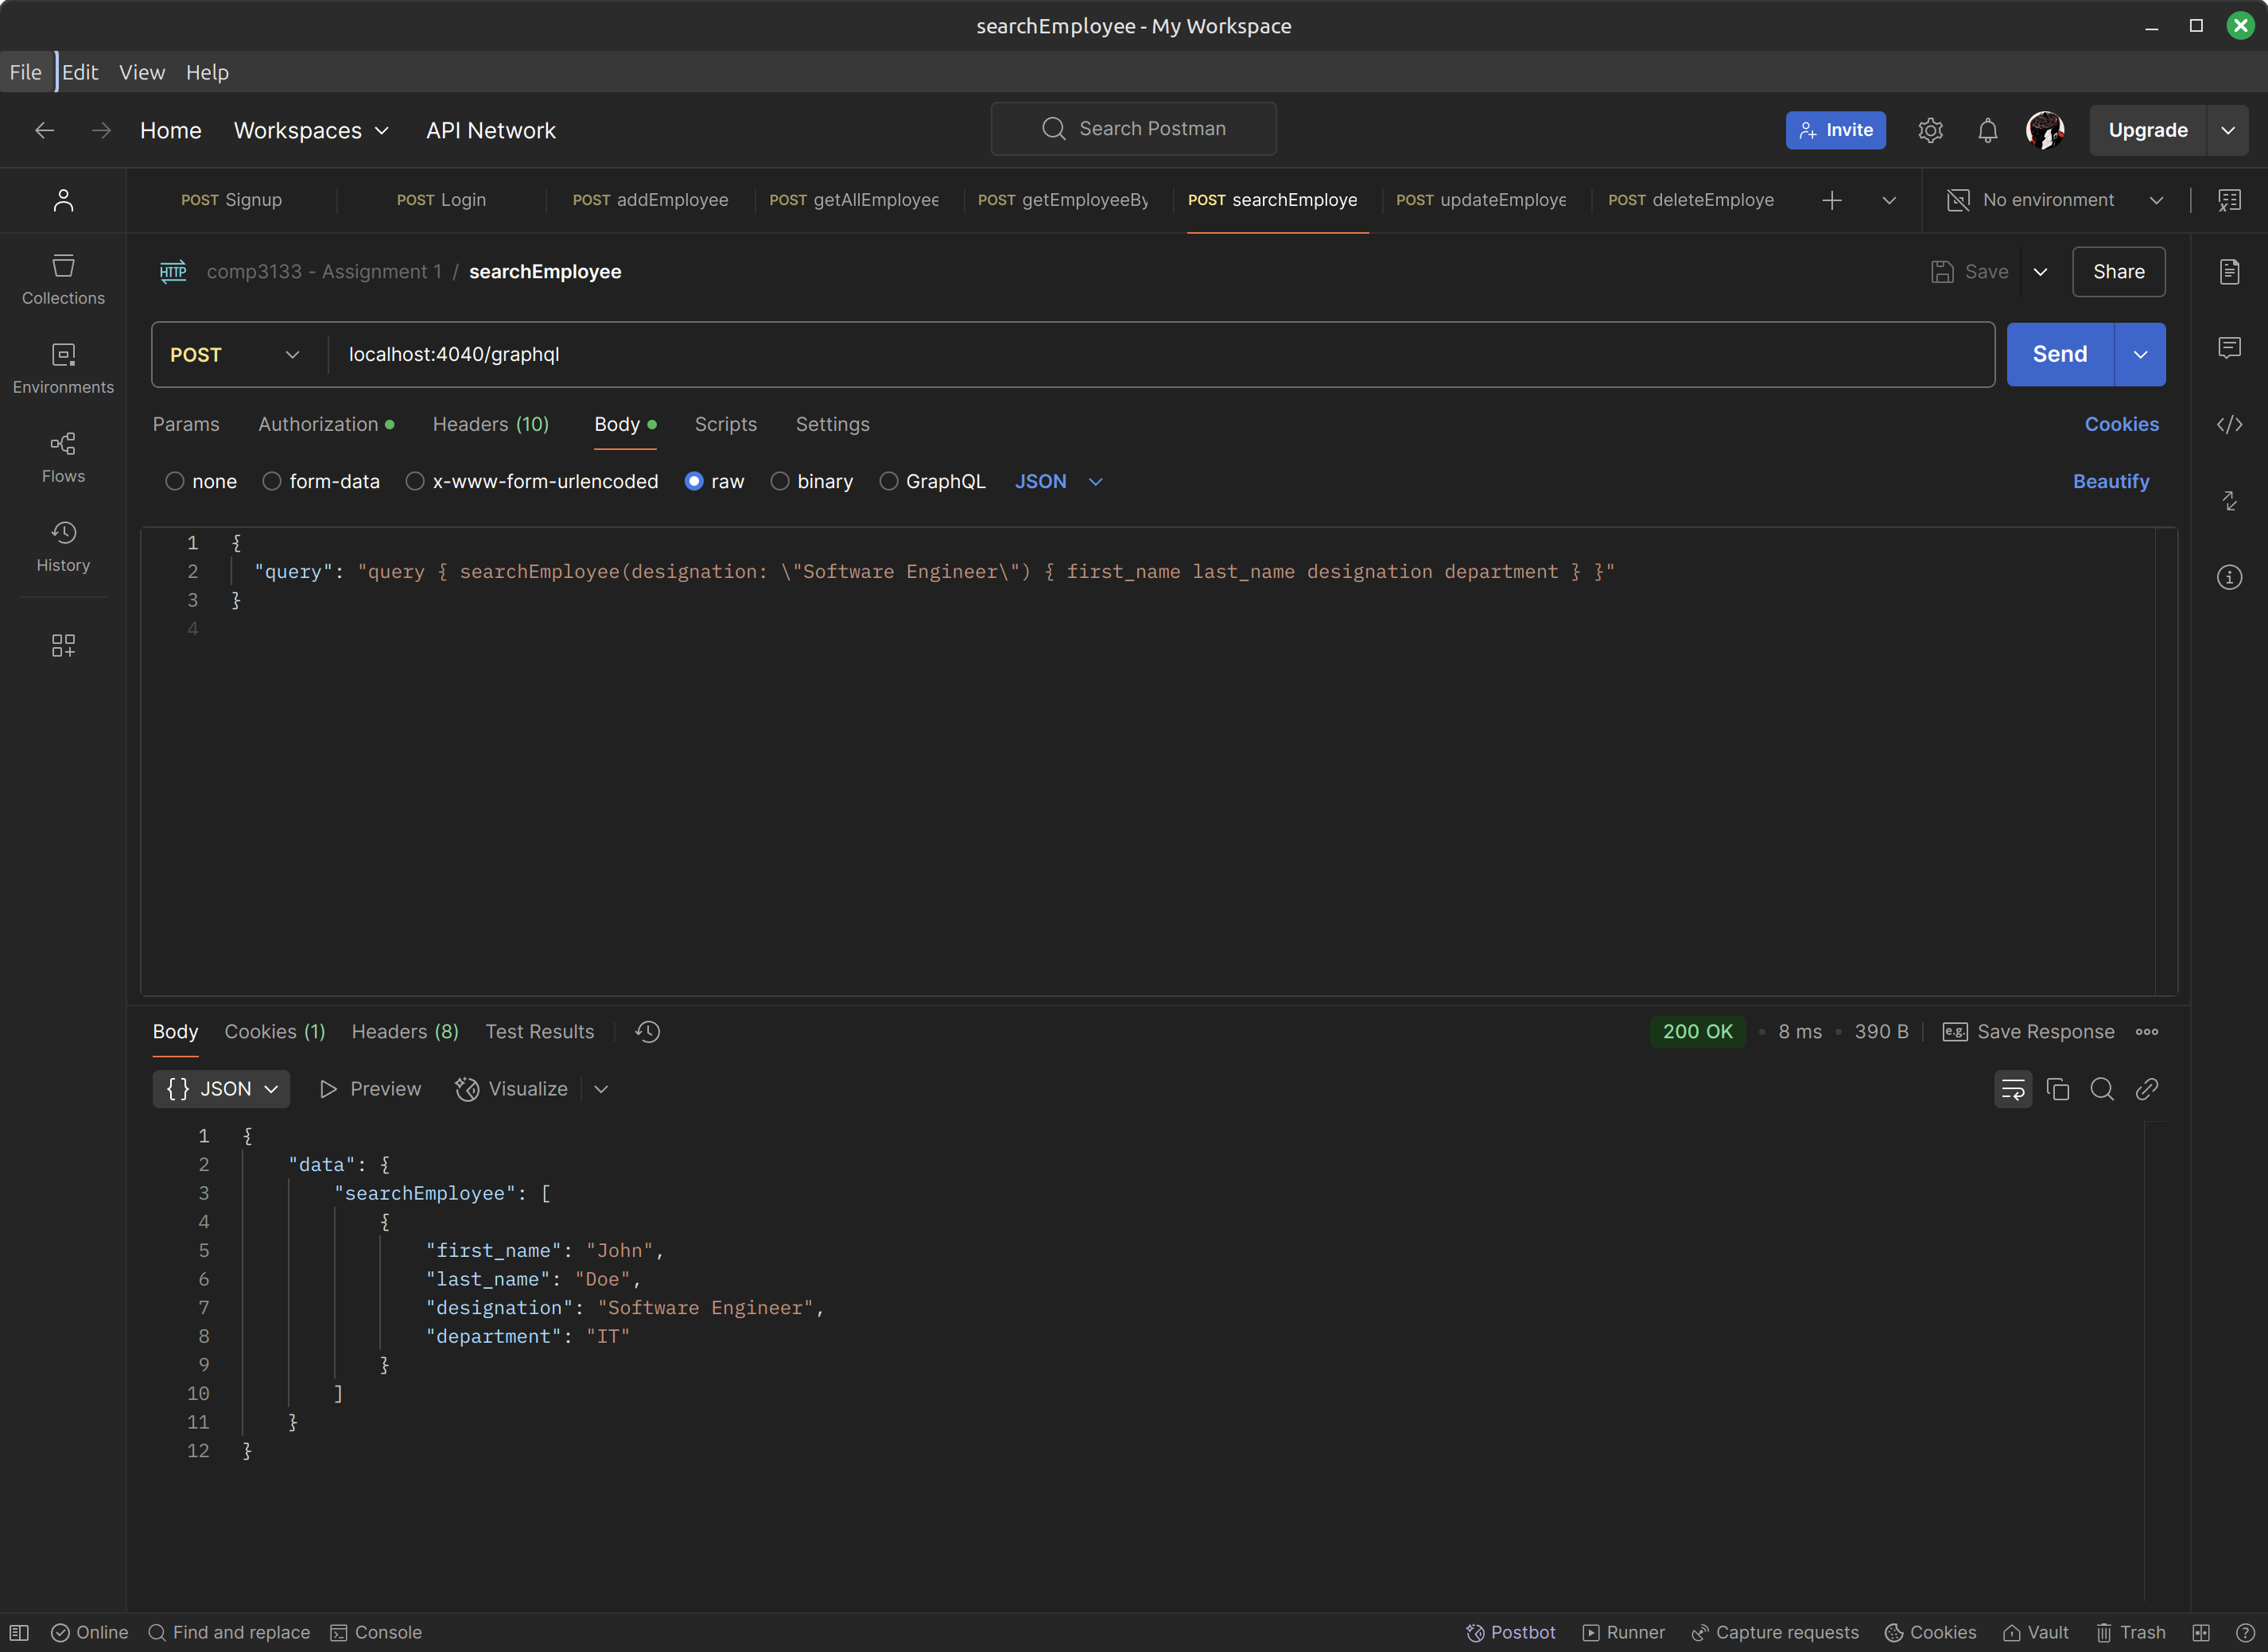 searchEmployee - My Workspace
File Edit View Help
Home Workspaces API Network Search Postman Invite Upgrade
POST Signup POST Login POST addEmployee POST getAllEmployee POST getEmployeeBy POST searchEmploye POST updateEmploye POST deleteEmploye No environment
HTTP comp3133 - Assignment 1 / searchEmployee Save Share
Collections
Environments
Flows
History
POST localhost:4040/graphql Send
Params Authorization Headers (10) Body Scripts Settings Cookies
none form-data x-www-form-urlencoded raw binary GraphQL JSON Beautify
1 {
2 "query": "query { searchEmployee(designation: \"Software Engineer\") { first_name last_name designation department } }"
3 }
4
Body Cookies (1) Headers (8) Test Results 200 OK • 8 ms • 390 B e.g. Save Response
{} JSON Preview Visualize
1 {
2 "data": {
3 "searchEmployee": [
4 {
5 "first_name": "John",
6 "last_name": "Doe",
7 "designation": "Software Engineer",
8 "department": "IT"
9 }
10 ]
11 }
12 }
Online Find and replace Console Postbot Runner Capture requests Cookies Vault Trash